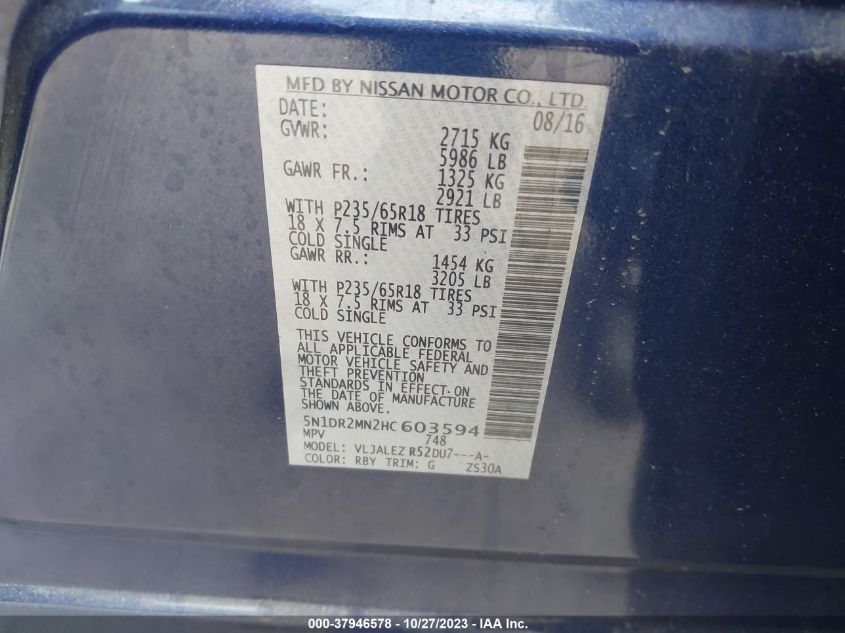 MFD BY NISSAN MOTOR CO., LTD.
DATE: 08/16
GVWR: 2715 KG
5986 LB
GAWR FR.: 1325 KG
2921 LB
WITH P235/65R18 TIRES
18 X 7.5 RIMS AT 33 PSI
COLD SINGLE
GAWR RR.: 1454 KG
3205 LB
WITH P235/65R18 TIRES
18 X 7.5 RIMS AT 33 PSI
COLD SINGLE
THIS VEHICLE CONFORMS TO
ALL APPLICABLE FEDERAL
MOTOR VEHICLE SAFETY AND
THEFT PREVENTION
STANDARDS IN EFFECT ON
THE DATE OF MANUFACTURE
SHOWN ABOVE.
5N1DR2MN2HC603594
MPV 748
MODEL: VLJALEZ R52DU7---A-
COLOR: RBY TRIM: G ZS30A
000-37946578 - 10/27/2023 - IAA Inc.